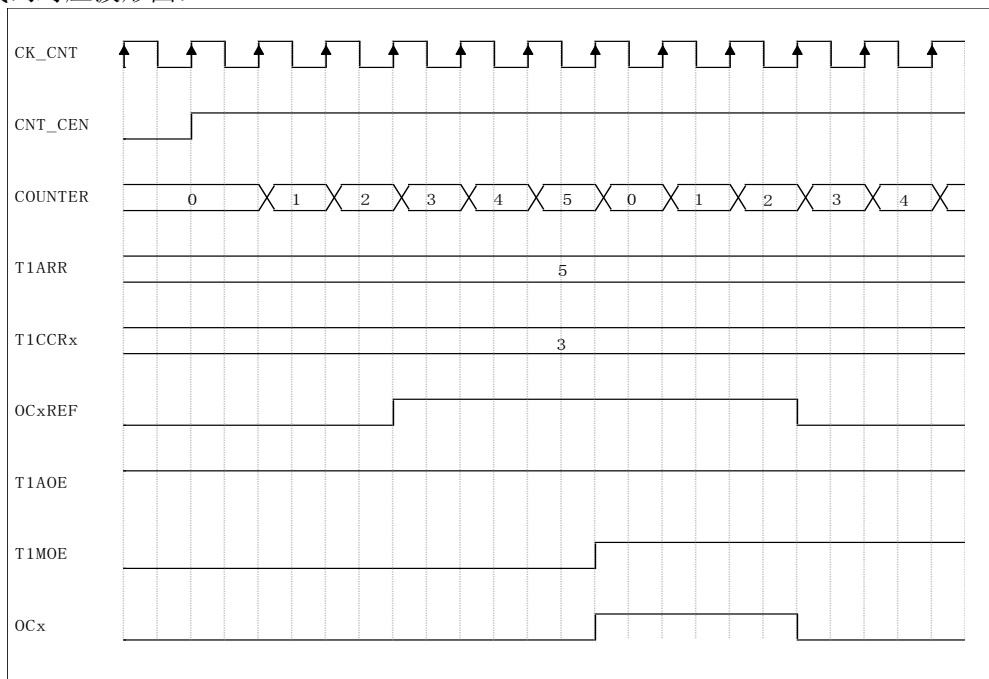 CK_CNT
CNT_CEN
COUNTER 0 1 2 3 4 5 0 1 2 3 4
T1ARR 5
T1CCRx 3
OCxREF
T1AOE
T1MOE
OCx